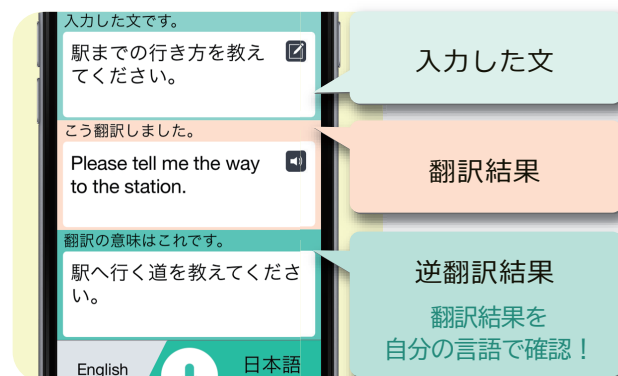 入力した文です。
駅までの行き方を教え
てください。
入力した文
こう翻訳しました。
Please tell me the way
to the station.
翻訳結果
翻訳の意味はこれです。
駅へ行く道を教えてくださ
い。
逆翻訳結果
翻訳結果を
自分の言語で確認！
English
日本語